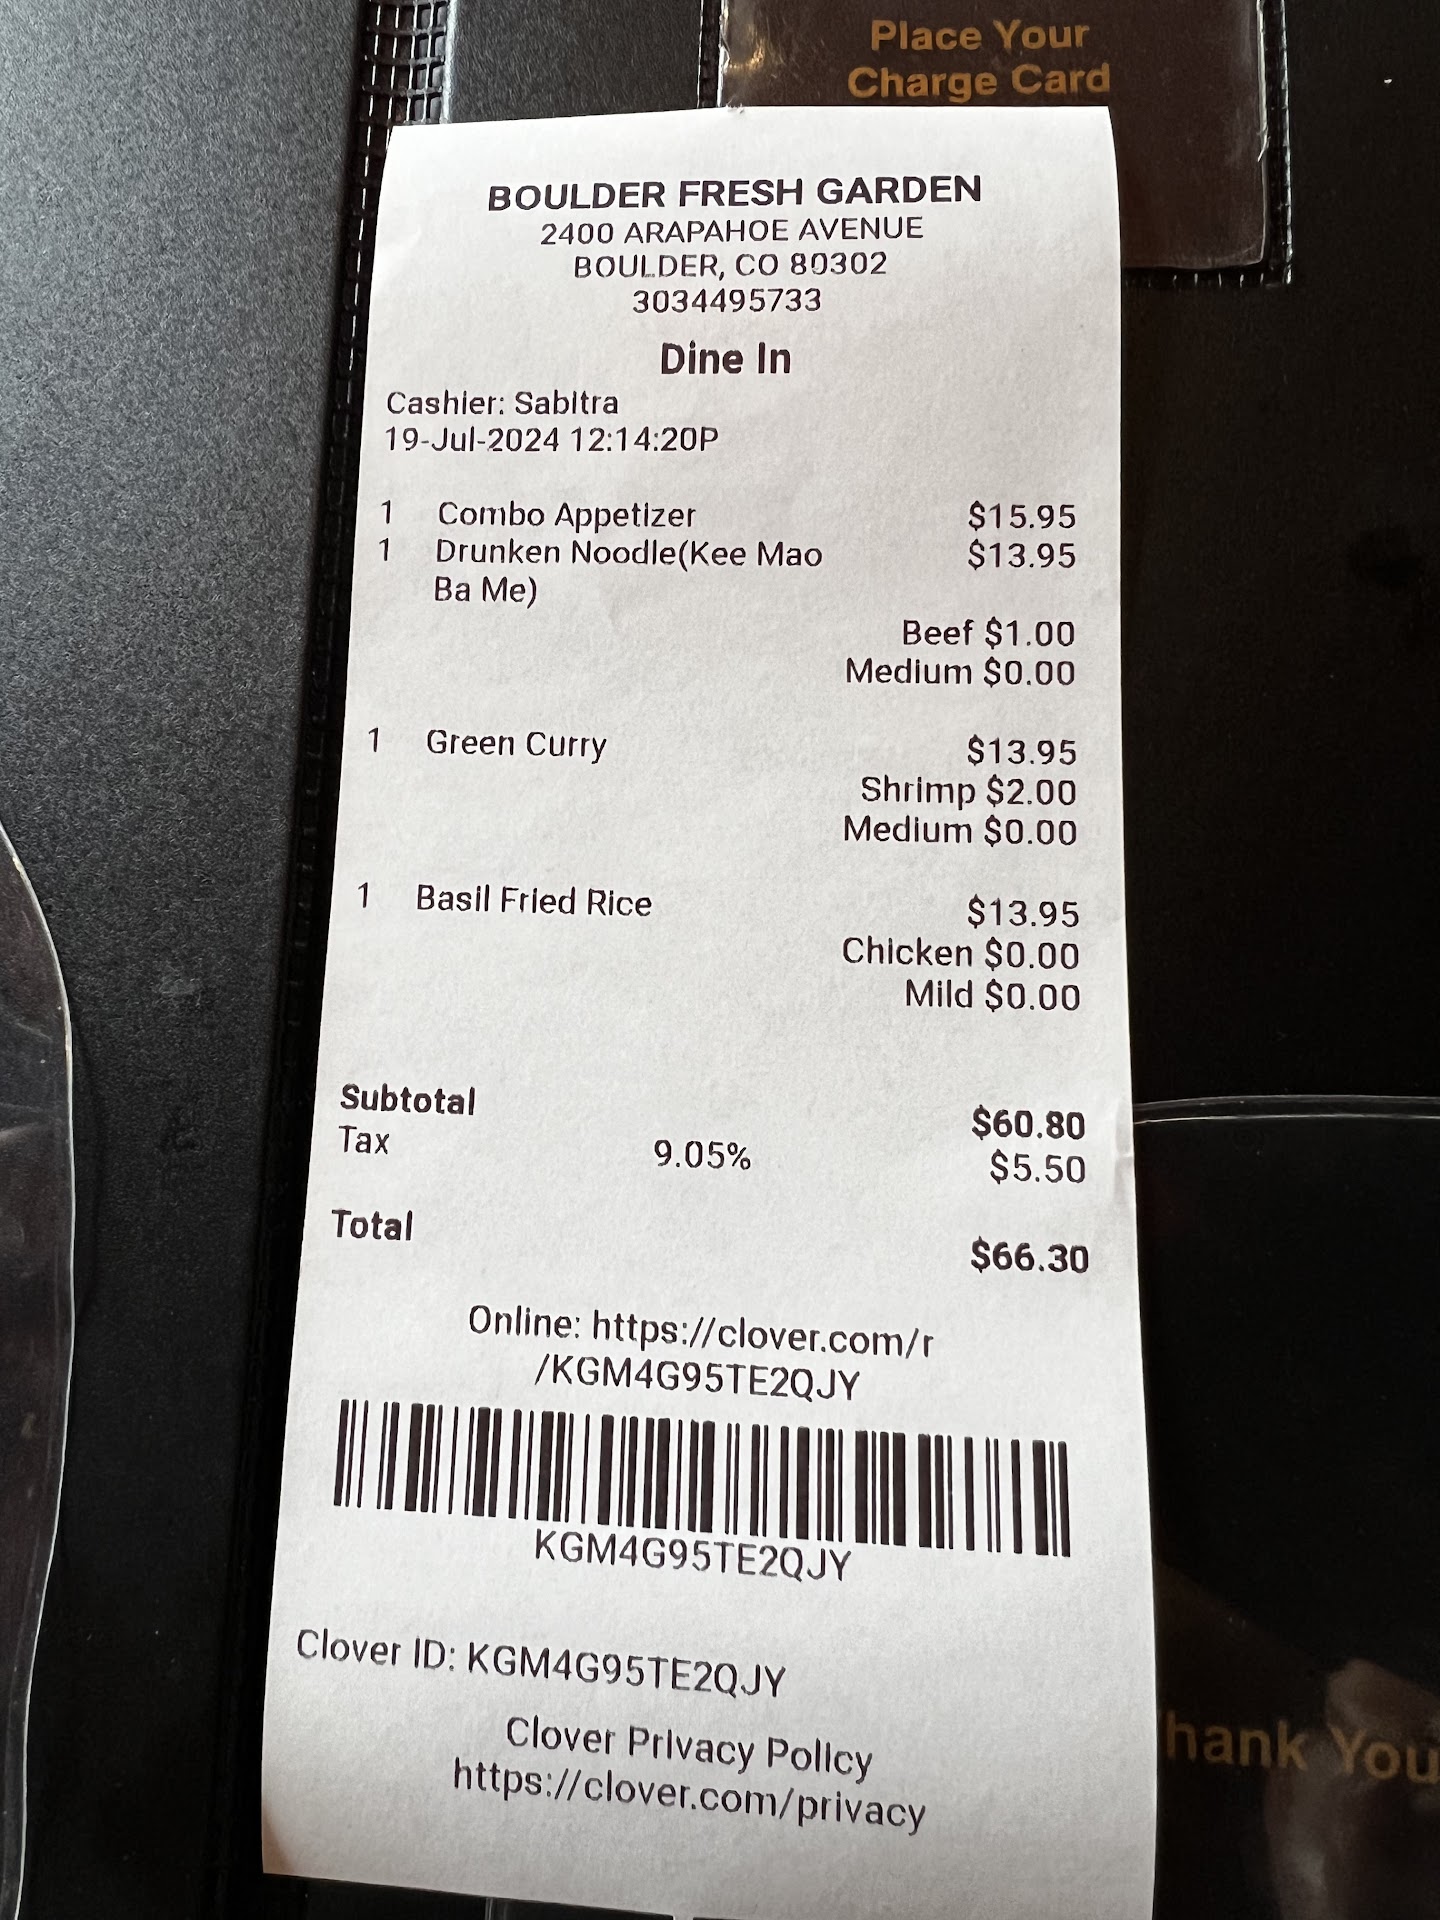 Place Your
Charge Card
BOULDER FRESH GARDEN
2400 ARAPAHOE AVENUE
BOULDER, CO 80302
3034495733
Dine In
Cashier: Sabitra
19-Jul-2024 12:14:20P
1 Combo Appetizer $15.95
1 Drunken Noodle(Kee Mao $13.95
Ba Me)
Beef $1.00
Medium $0.00
1 Green Curry $13.95
Shrimp $2.00
Medium $0.00
1 Basil Fried Rice $13.95
Chicken $0.00
Mild $0.00
Subtotal $60.80
Tax 9.05% $5.50
Total $66.30
Online: https://clover.com/r
/KGM4G95TE2QJY
KGM4G95TE2QJY
Clover ID: KGM4G95TE2QJY
Clover Privacy Policy
https://clover.com/privacy
hank You